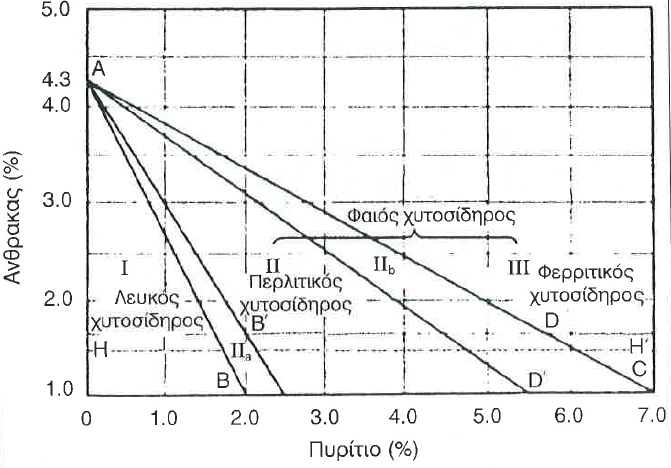 5.0
A
4.3
4.0
3.0
2.0
1.0
Ανθρακας (%)
Φαιός χυτοσίδηρος
I
II
II_b
III
Φερριτικός
χυτοσίδηρος
Περλιτικός
χυτοσίδηρος
Λευκός
χυτοσίδηρος
B'
D
H
II_a
H'
B
D'
C
0 1.0 2.0 3.0 4.0 5.0 6.0 7.0
Πυρίτιο (%)